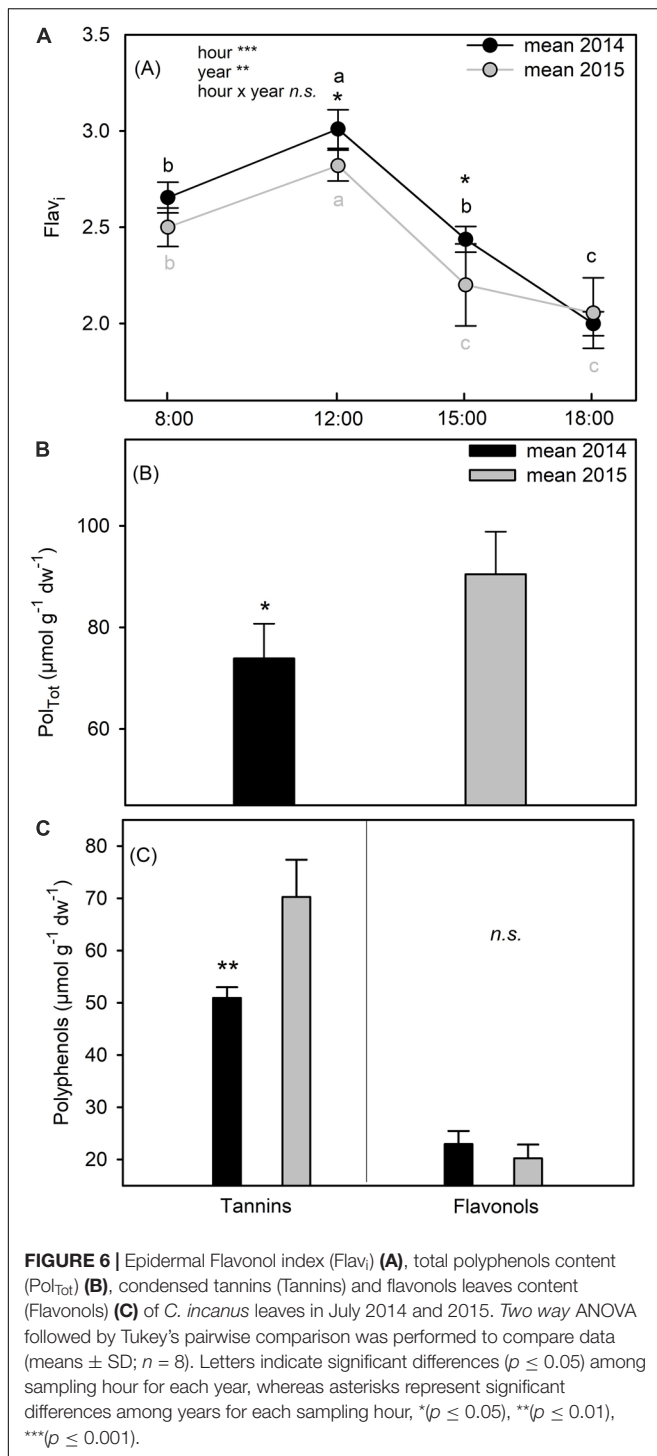 A
3.5
(A)
hour ***
year **
hour x year n.s.
mean 2014
mean 2015
a
*
3.0
b
*
b
Flavi
2.5
a
b
c
2.0
c
c
8:00 12:00 15:00 18:00
B
(B)
mean 2014
mean 2015
100
*
80
PolTot (µmol g-1 dw-1)
60
C
80
(C)
70
n.s.
60
**
50
Polyphenols (µmol g-1 dw-1)
40
30
20
Tannins Flavonols
FIGURE 6 | Epidermal Flavonol index (Flavi) (A), total polyphenols content
(PolTot) (B), condensed tannins (Tannins) and flavonols leaves content
(Flavonols) (C) of C. incanus leaves in July 2014 and 2015. Two way ANOVA
followed by Tukey's pairwise comparison was performed to compare data
(means ± SD; n = 8). Letters indicate significant differences (p ≤ 0.05) among
sampling hour for each year, whereas asterisks represent significant
differences among years for each sampling hour, *(p ≤ 0.05), **(p ≤ 0.01),
***(p ≤ 0.001).